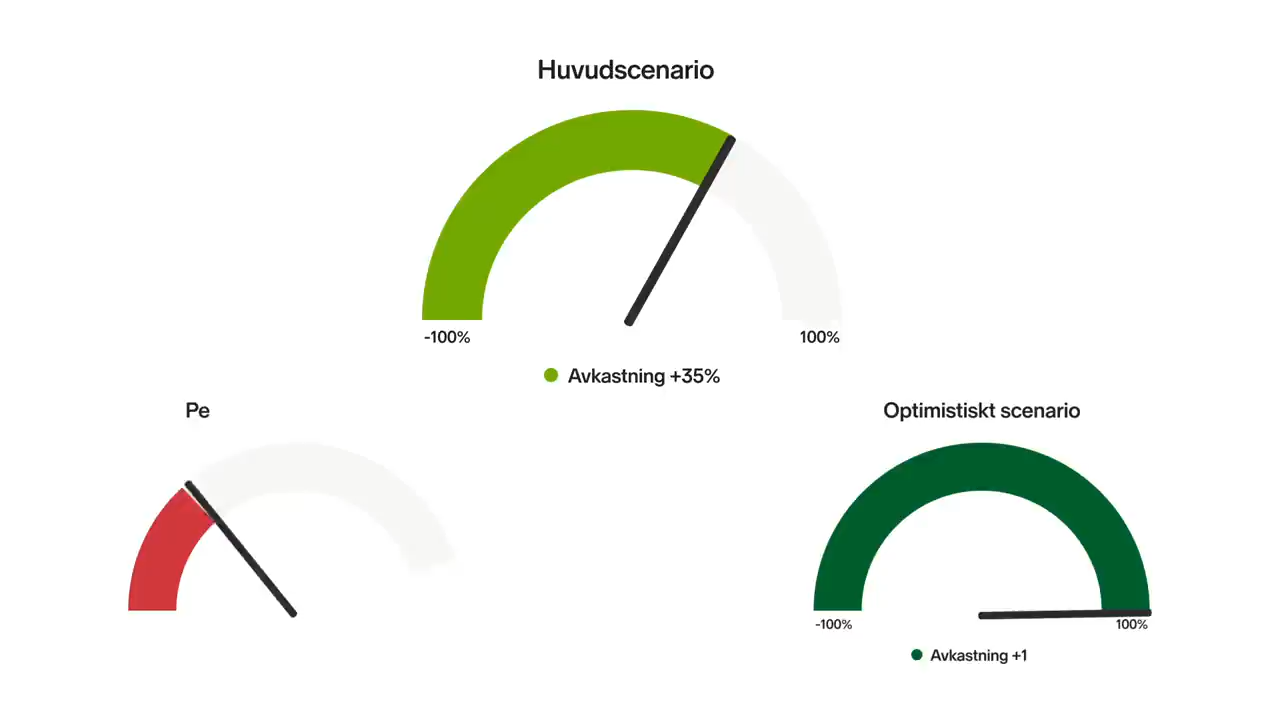 Huvudscenario
-100%
100%
Avkastning +35%
Pe
Optimistiskt scenario
-100%
100%
Avkastning +1